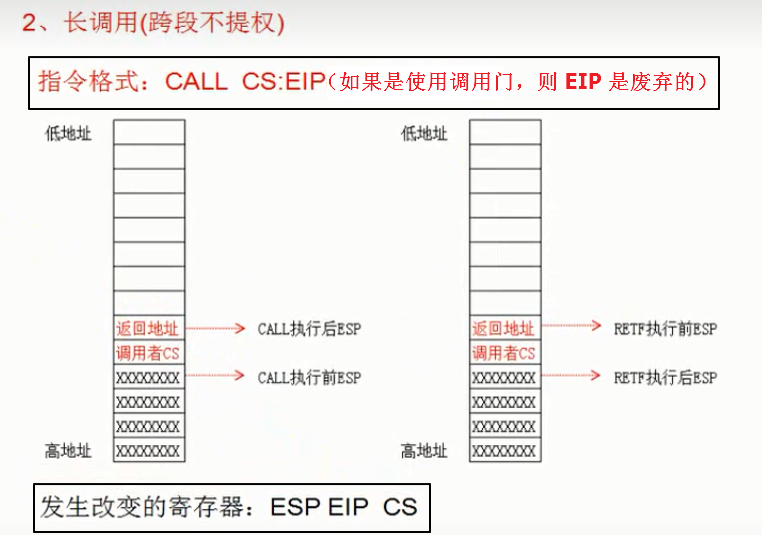 2、长调用(跨段不提权)
指令格式：CALL CS:EIP(如果是使用调用门，则 EIP 是废弃的)
低地址
低地址
返回地址
CALL执行后ESP
返回地址
RETF执行前ESP
调用者CS
调用者CS
XXXXXXXX
CALL执行前ESP
XXXXXXXX
RETF执行后ESP
XXXXXXXX
XXXXXXXX
XXXXXXXX
XXXXXXXX
高地址
XXXXXXXX
高地址
XXXXXXXX
发生改变的寄存器：ESP EIP CS